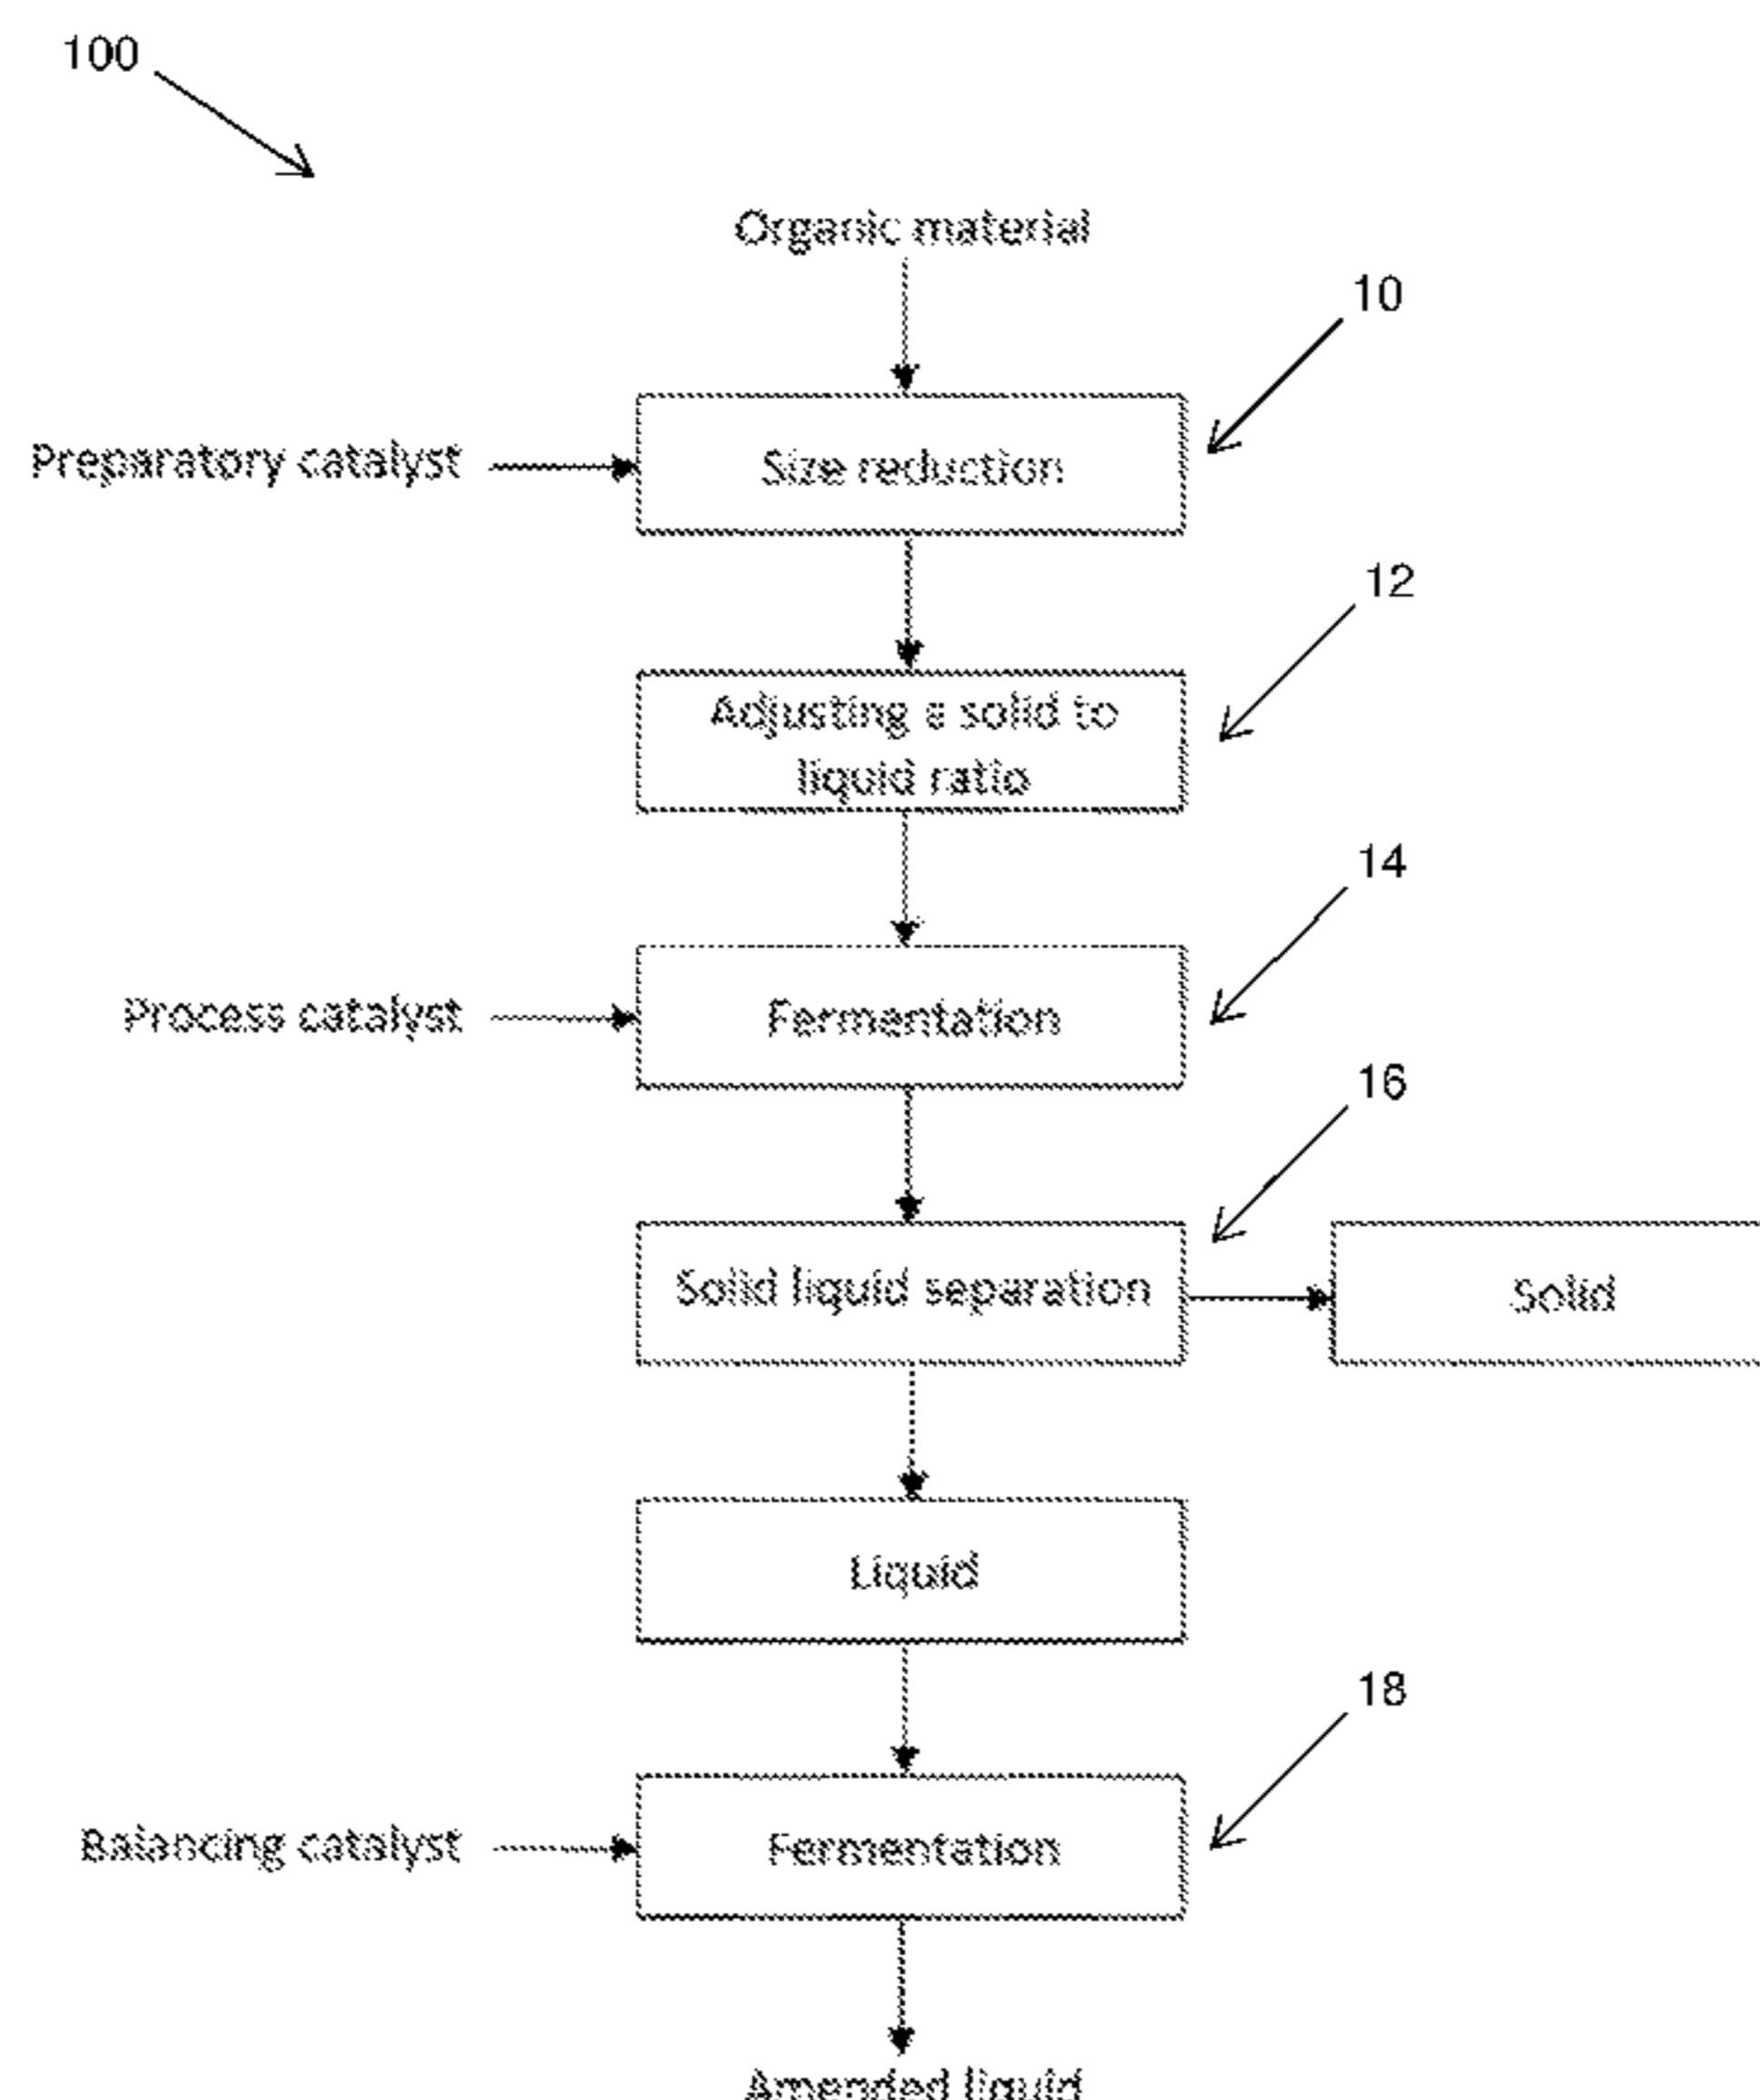 100
Organic material
10
Preparatory catalyst
Size reduction
12
Adjusting a solid to
liquid ratio
14
Process catalyst
Fermentation
16
Solid liquid separation
Solid
Liquid
18
Balancing catalyst
Fermentation
Amended liquid